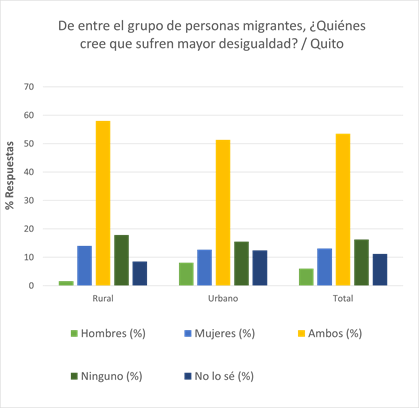 De entre el grupo de personas migrantes, ¿Quiénes
cree que sufren mayor desigualdad? / Quito
% Respuestas
70
60
50
40
30
20
10
0
Rural
Urbano
Total
Hombres (%)
Mujeres (%)
Ambos (%)
Ninguno (%)
No lo sé (%)